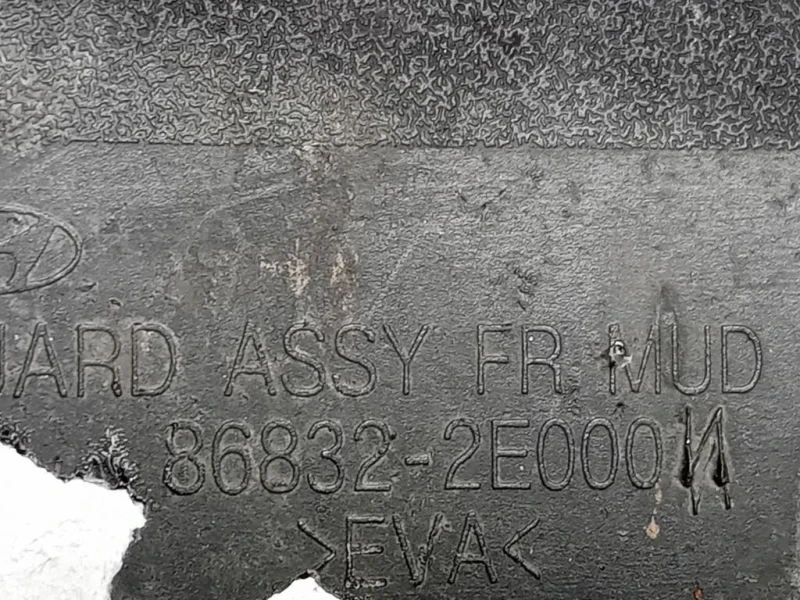 UARD ASSY FR MUD
86832-2E000
>EVA<